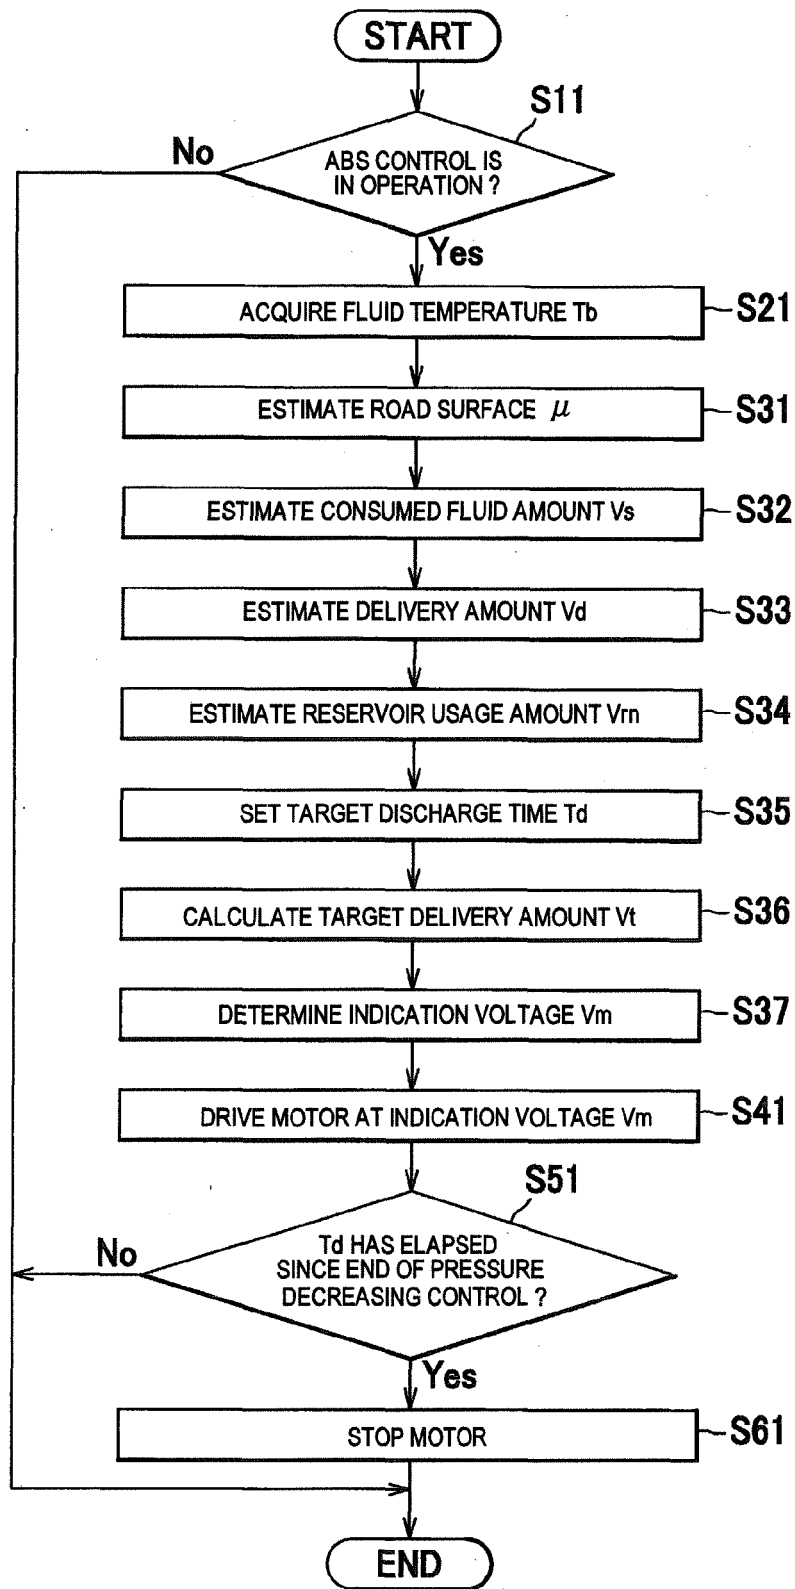 START
S11
No
ABS CONTROL IS
IN OPERATION ?
Yes
ACQUIRE FLUID TEMPERATURE Tb
S21
ESTIMATE ROAD SURFACE μ
S31
ESTIMATE CONSUMED FLUID AMOUNT Vs
S32
ESTIMATE DELIVERY AMOUNT Vd
S33
ESTIMATE RESERVOIR USAGE AMOUNT Vrn
S34
SET TARGET DISCHARGE TIME Td
S35
CALCULATE TARGET DELIVERY AMOUNT Vt
S36
DETERMINE INDICATION VOLTAGE Vm
S37
DRIVE MOTOR AT INDICATION VOLTAGE Vm
S41
S51
No
Td HAS ELAPSED
SINCE END OF PRESSURE
DECREASING CONTROL ?
Yes
STOP MOTOR
S61
END